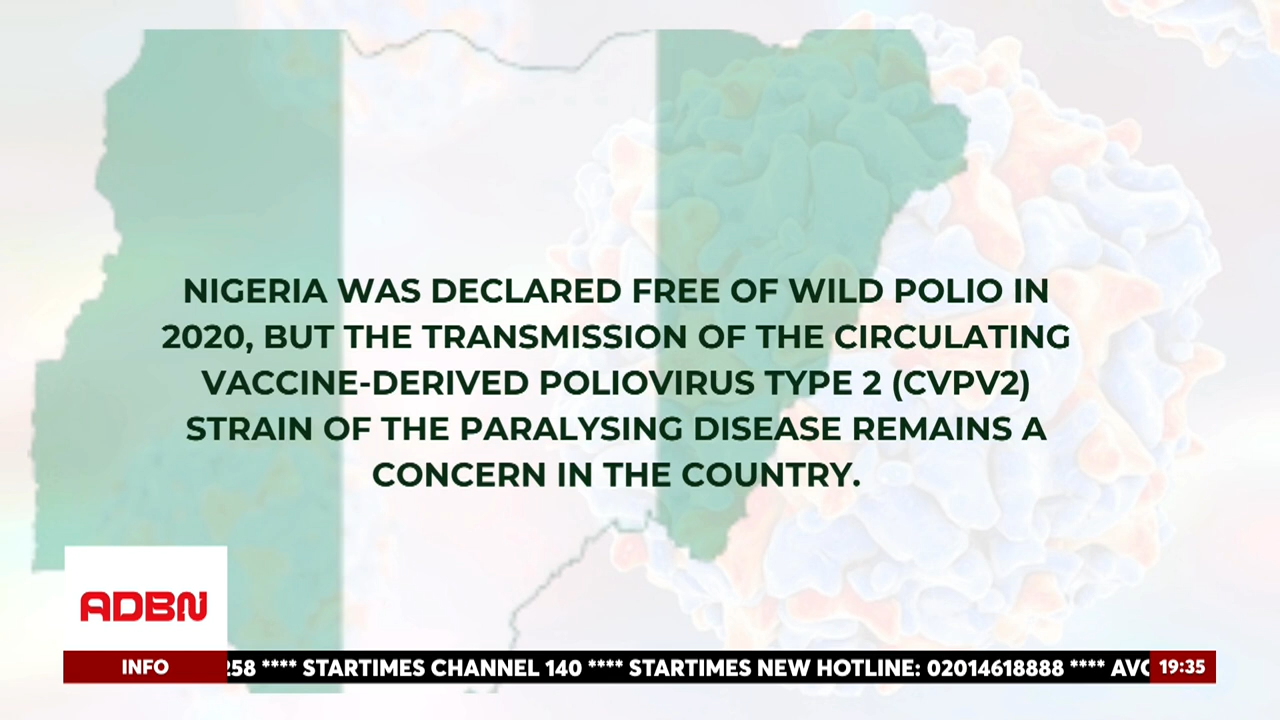 NIGERIA WAS DECLARED FREE OF WILD POLIO IN
2020, BUT THE TRANSMISSION OF THE CIRCULATING
VACCINE-DERIVED POLIOVIRUS TYPE 2 (CVPV2)
STRAIN OF THE PARALYSING DISEASE REMAINS A
CONCERN IN THE COUNTRY.
ADBN
INFO
258 **** STARTIMES CHANNEL 140 **** STARTIMES NEW HOTLINE: 02014618888 ****
19:35